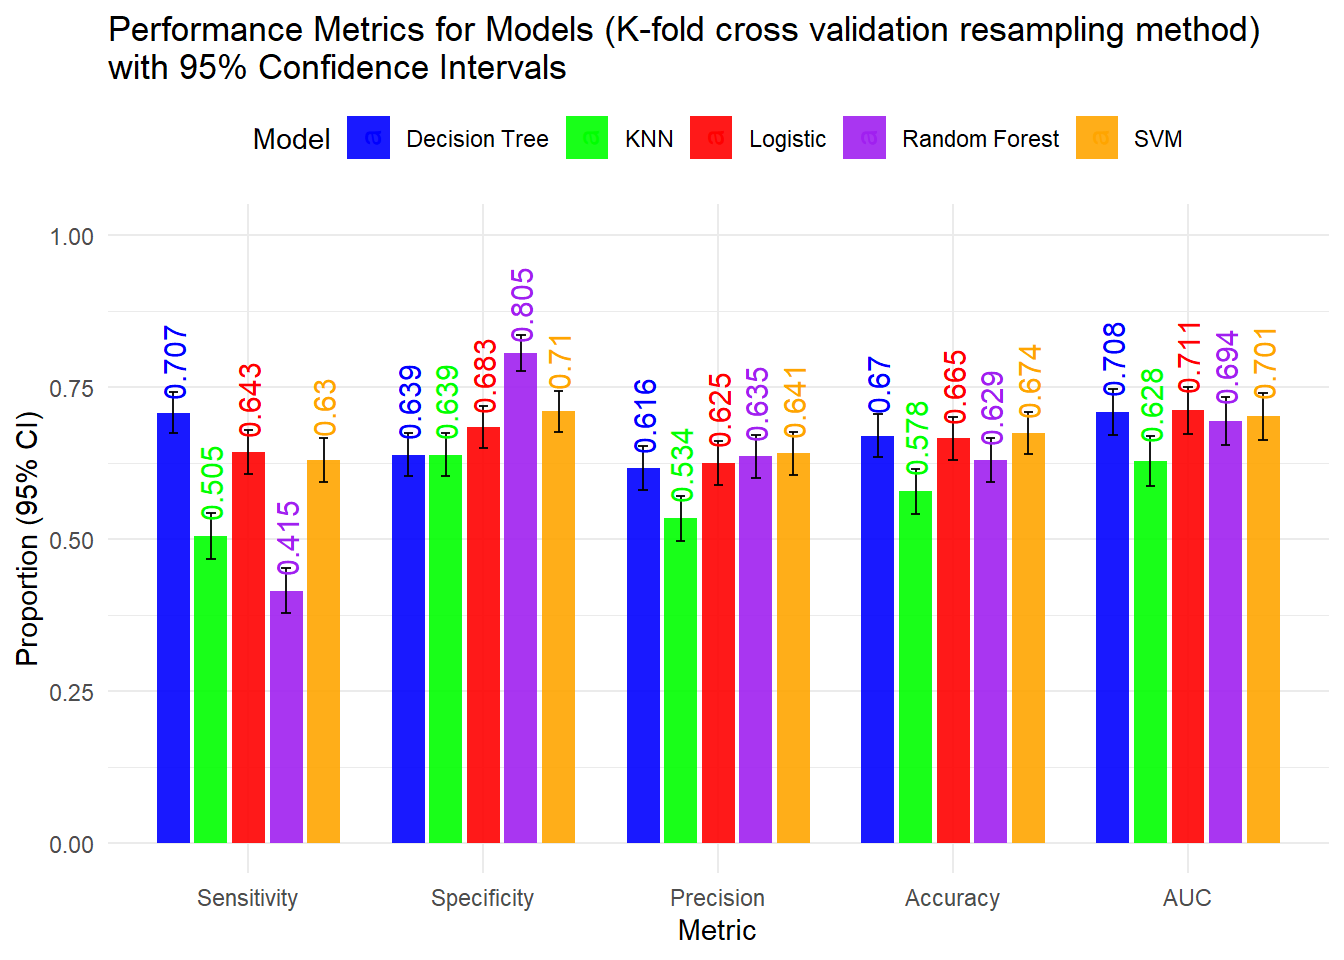 Performance Metrics for Models (K-fold cross validation resampling method)
with 95% Confidence Intervals
Model a Decision Tree a KNN a Logistic a Random Forest a SVM
Proportion (95% CI)
1.00
0.75
0.50
0.25
0.00
0.707 0.505 0.643 0.415 0.63
0.639 0.639 0.683 0.805 0.71
0.616 0.534 0.625 0.635 0.641
0.67 0.578 0.665 0.629 0.674
0.708 0.628 0.711 0.694 0.701
Sensitivity Specificity Precision Accuracy AUC
Metric